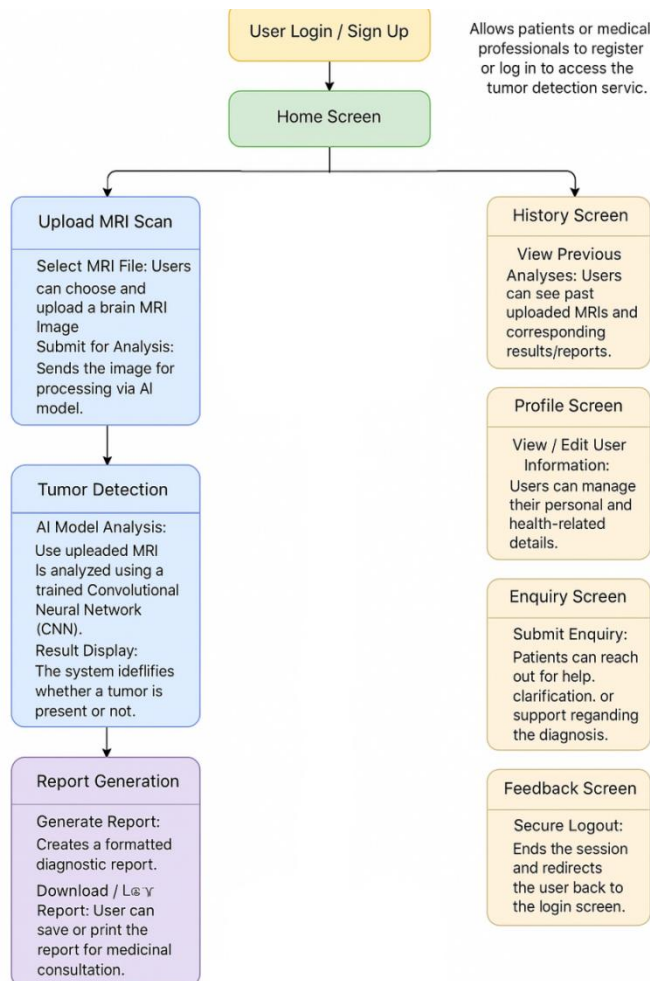 User Login / Sign Up
Allows patients or medical
professionals to register
or log in to access the
tumor detection servic.
Home Screen
Upload MRI Scan
Select MRI File: Users
can choose and
upload a brain MRI
Image
Submit for Analysis:
Sends the image for
processing via AI
model.
Tumor Detection
AI Model Analysis:
Use uploaded MRI
Is analyzed using a
trained Convolutional
Neural Network
(CNN).
Result Display:
The system ideflifies
whether a tumor is
present or not.
Report Generation
Generate Report:
Creates a formatted
diagnostic report.
Download /
Report: User can
save or print the
report for medicinal
consultation.
History Screen
View Previous
Analyses: Users
can see past
uploaded MRIs and
corresponding
results/reports.
Profile Screen
View / Edit User
Information:
Users can manage
their personal and
health-related
details.
Enquiry Screen
Submit Enquiry:
Patients can reach
out for help.
clarification. or
support reganding
the diagnosis.
Feedback Screen
Secure Logout:
Ends the session
and redirects
the user back to
the login screen.